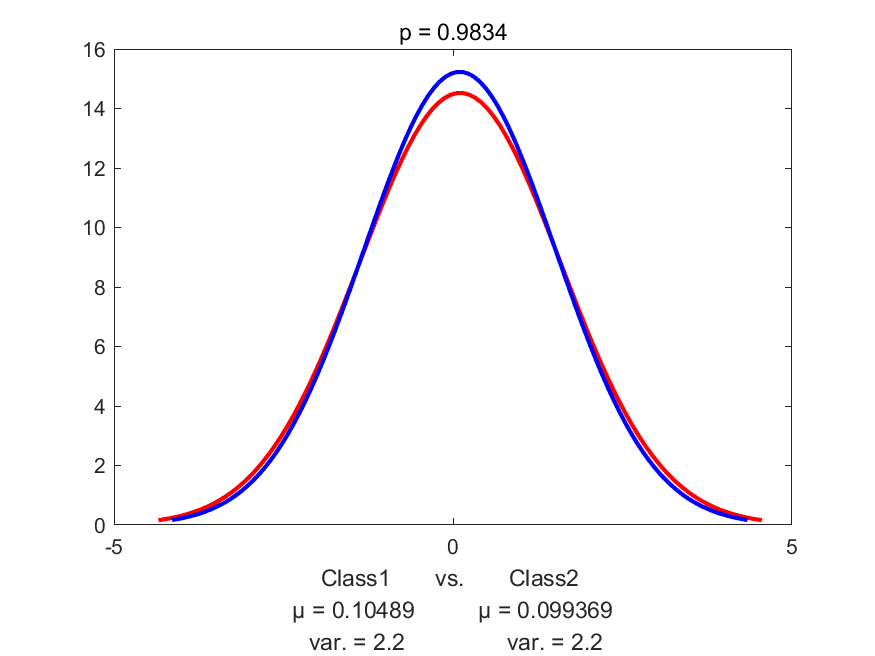 p = 0.9834
16
14
12
10
8
6
4
2
0
-5 0 5
Class1 vs. Class2
μ = 0.10489 μ = 0.099369
var. = 2.2 var. = 2.2